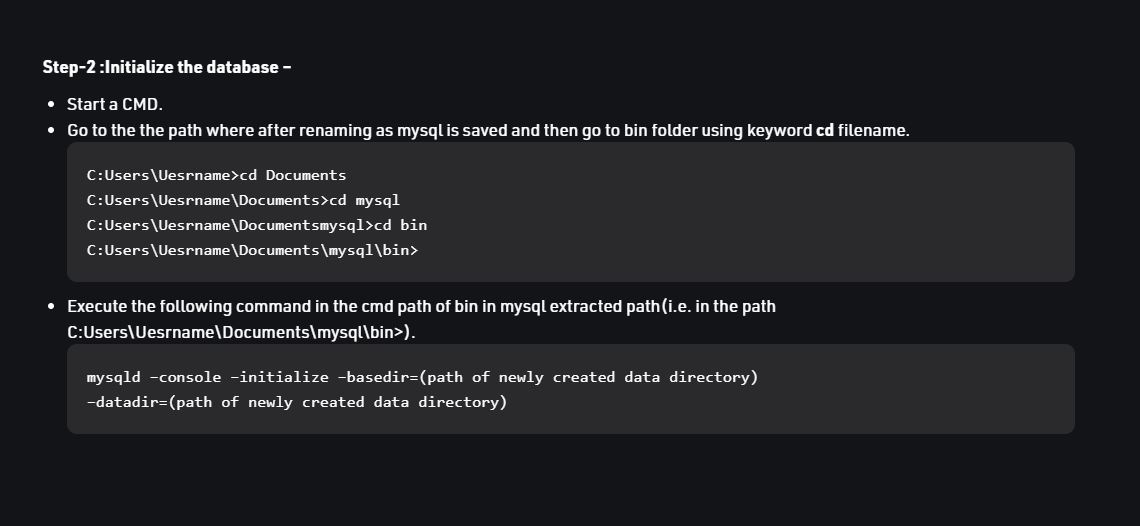 Step-2 :Initialize the database –
Start a CMD.
Go to the the path where after renaming as mysql is saved and then go to bin folder using keyword cd filename.
C:Users\Uesrname>cd Documents
C:Users\Uesrname\Documents>cd mysql
C:Users\Uesrname\Documentsmysql>cd bin
C:Users\Uesrname\Documents\mysql\bin>
Execute the following command in the cmd path of bin in mysql extracted path(i.e. in the path
C:Users\Uesrname\Documents\mysql\bin>).
mysqld –console –initialize –basedir=(path of newly created data directory)
–datadir=(path of newly created data directory)